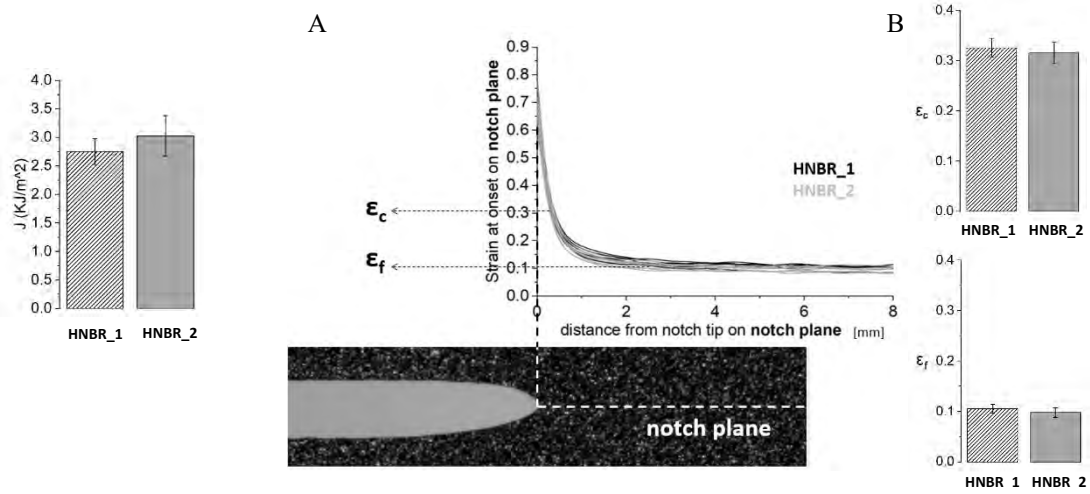 4.0
3.5
3.0
2.5
2.0
1.5
1.0
0.5
0.0
J (KJ/m^2)
HNBR_1 HNBR_2
A
0.9
0.8
0.7
0.6
0.5
0.4
0.3
0.2
0.1
0.0
Strain at onset on notch plane
εc
εf
HNBR_1
HNBR_2
0 2 4 6 8
distance from notch tip on notch plane [mm]
notch plane
B
0.4
0.3
0.2
0.1
0.0
εc
HNBR_1 HNBR_2
0.4
0.3
0.2
0.1
0.0
εf
HNBR_1 HNBR_2